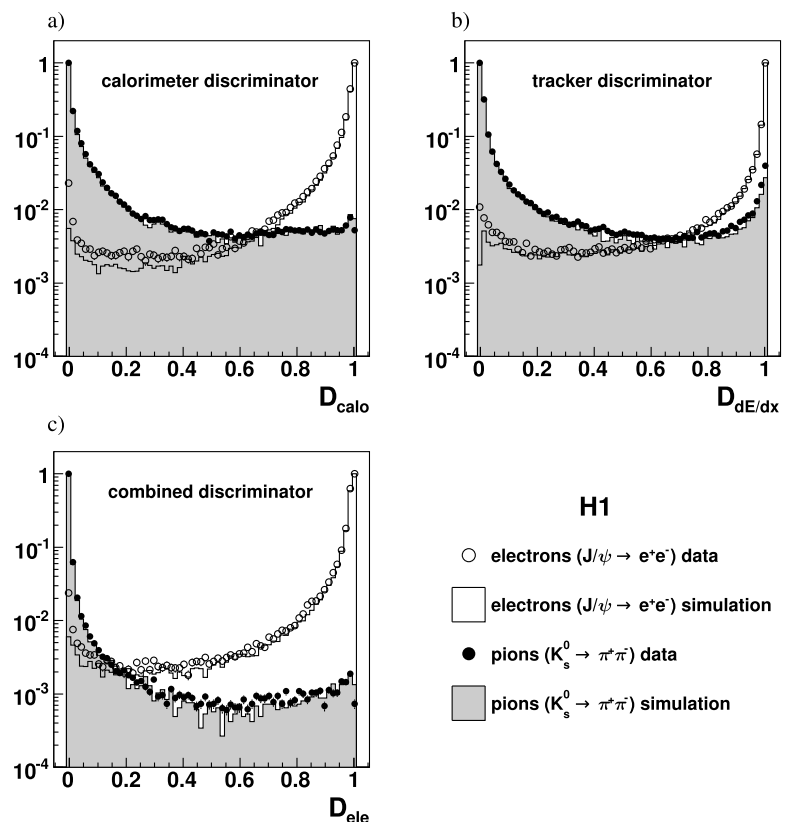 a)
calorimeter discriminator
1
10⁻¹
10⁻²
10⁻³
10⁻⁴
0 0.2 0.4 0.6 0.8 1
D_calo
b)
tracker discriminator
1
10⁻¹
10⁻²
10⁻³
10⁻⁴
0 0.2 0.4 0.6 0.8 1
D_dE/dx
c)
combined discriminator
1
10⁻¹
10⁻²
10⁻³
10⁻⁴
0 0.2 0.4 0.6 0.8 1
D_ele
H1
electrons (J/ψ → e⁺e⁻) data
electrons (J/ψ → e⁺e⁻) simulation
pions (K⁰_s → π⁺π⁻) data
pions (K⁰_s → π⁺π⁻) simulation